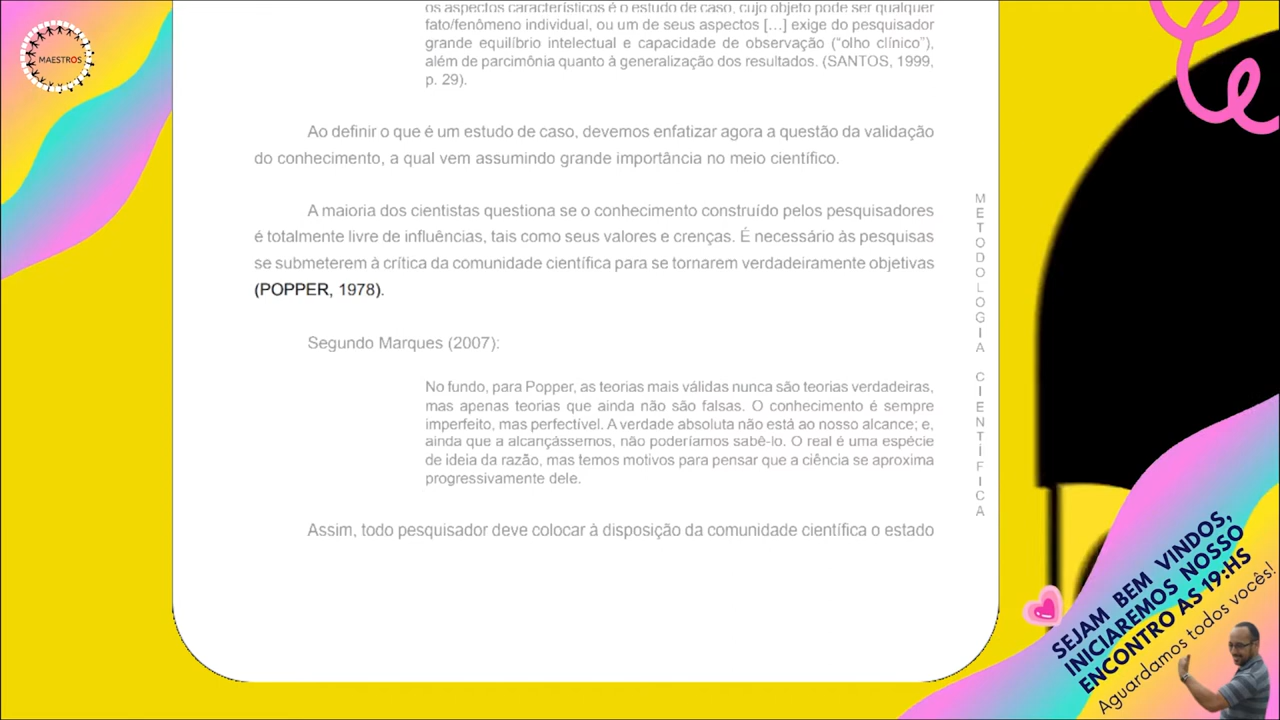 MAESTROS
os aspectos característicos é o estudo de caso, cujo objeto pode ser qualquer
fato/fenômeno individual, ou um de seus aspectos [...] exige do pesquisador
grande equilíbrio intelectual e capacidade de observação (“olho clínico”),
além de parcimônia quanto à generalização dos resultados. (SANTOS, 1999,
p. 29).
Ao definir o que é um estudo de caso, devemos enfatizar agora a questão da validação
do conhecimento, a qual vem assumindo grande importância no meio científico.
A maioria dos cientistas questiona se o conhecimento construído pelos pesquisadores
é totalmente livre de influências, tais como seus valores e crenças. É necessário às pesquisas
se submeterem à crítica da comunidade científica para se tornarem verdadeiramente objetivas
(POPPER, 1978).
Segundo Marques (2007):
No fundo, para Popper, as teorias mais válidas nunca são teorias verdadeiras,
mas apenas teorias que ainda não são falsas. O conhecimento é sempre
imperfeito, mas perfectível. A verdade absoluta não está ao nosso alcance; e,
ainda que a alcançássemos, não poderíamos sabê-lo. O real é uma espécie
de ideia da razão, mas temos motivos para pensar que a ciência se aproxima
progressivamente dele.
Assim, todo pesquisador deve colocar à disposição da comunidade científica o estado
METODOLOGIA CIENTÍFICA
SEJAM BEM VINDOS,
INICIAREMOS NOSSO
ENCONTRO AS 19:HS
Aguardamos todos vocês!